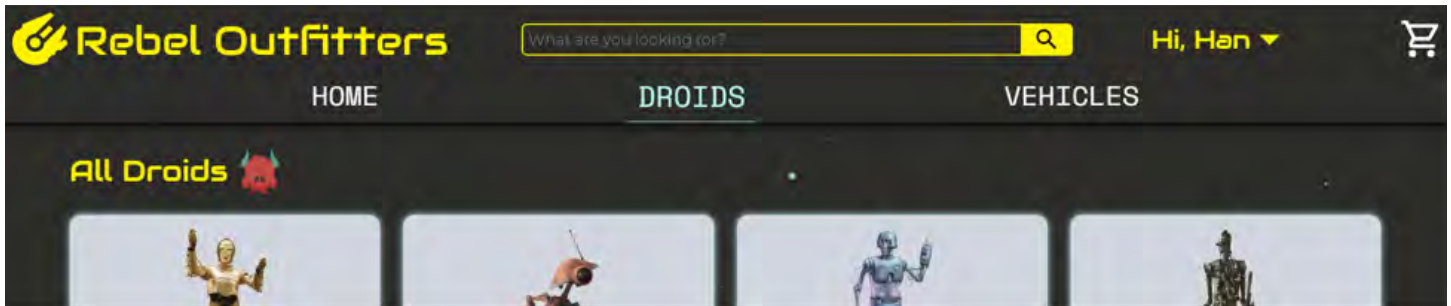 Rebel Outfitters
What are you looking for?
Hi, Han
HOME
DROIDS
VEHICLES
All Droids